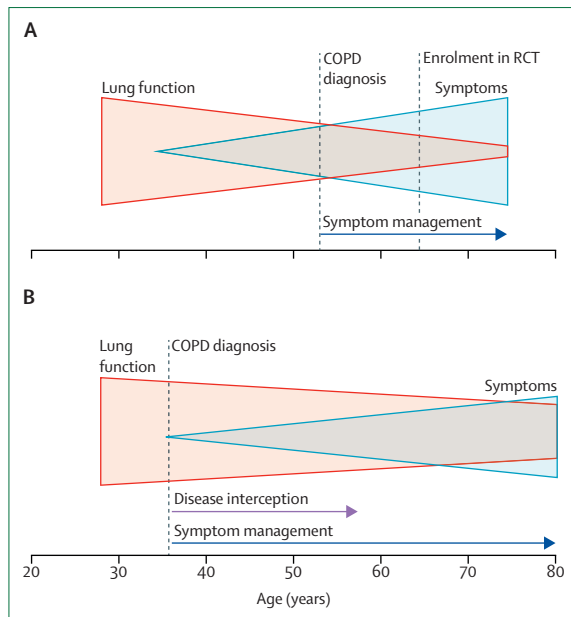 A
COPD
diagnosis
Enrolment in RCT
Lung function
Symptoms
Symptom management
B
Lung
function
COPD diagnosis
Symptoms
Disease interception
Symptom management
20 30 40 50 60 70 80
Age (years)